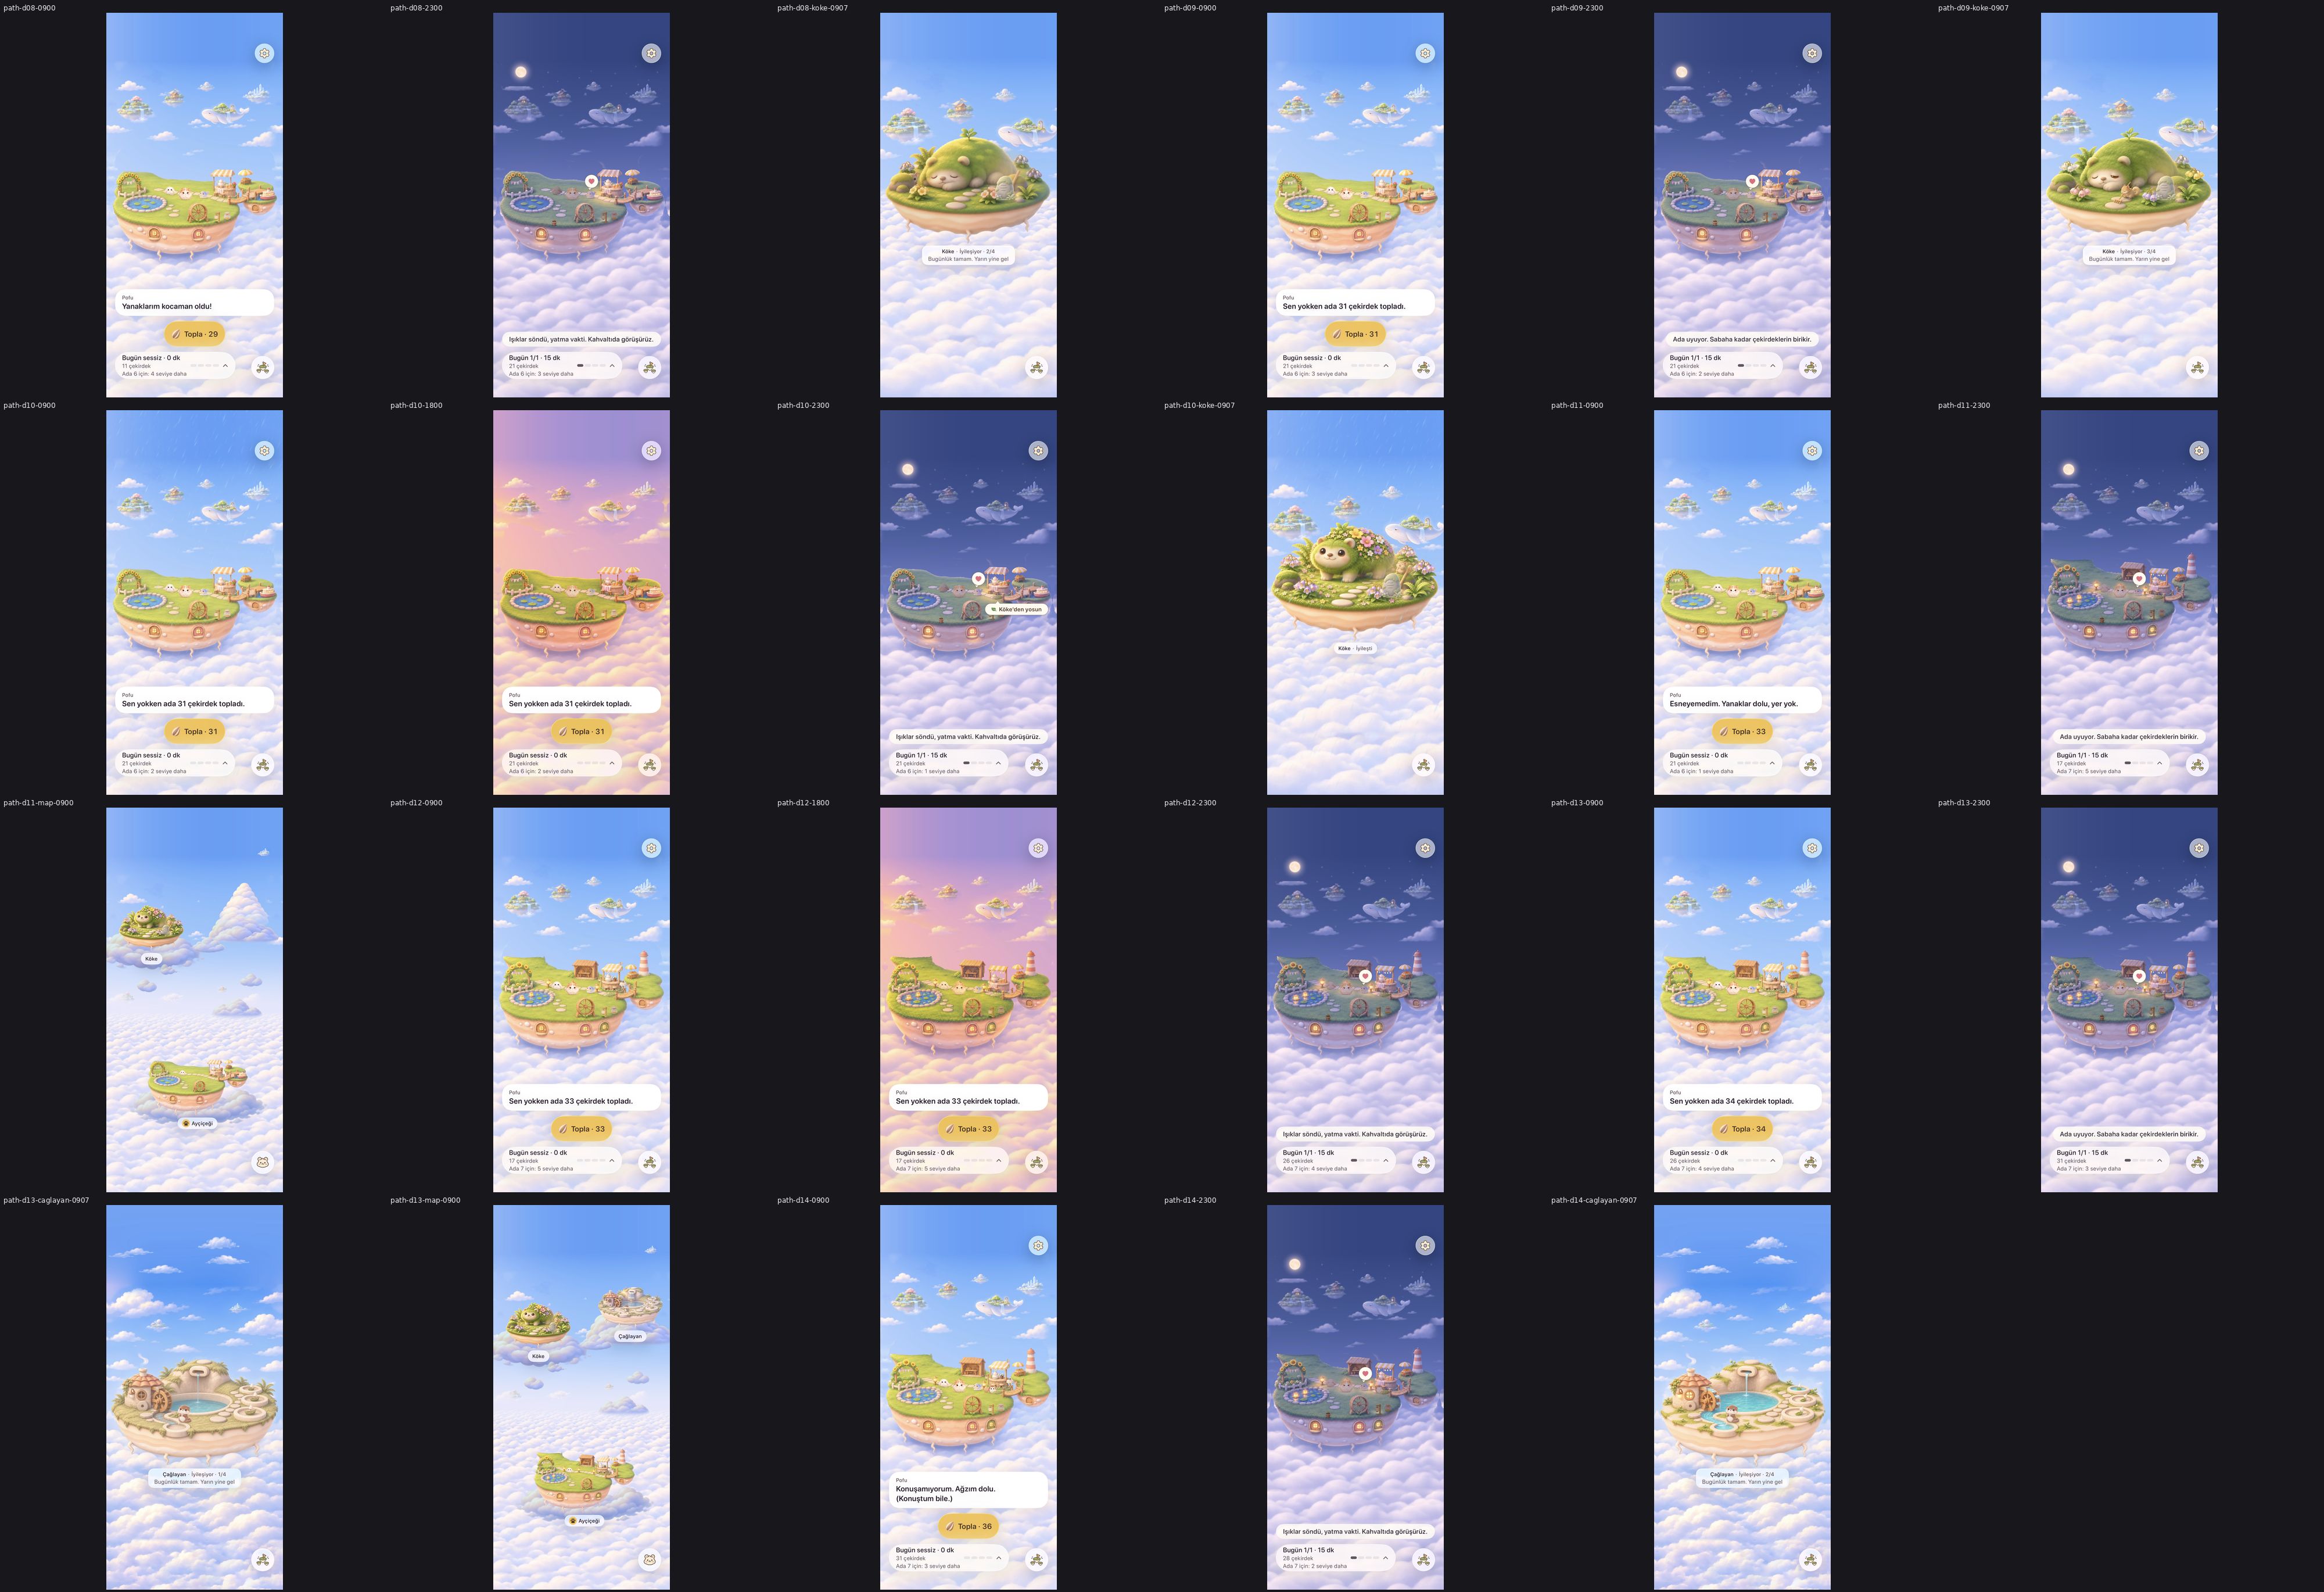 path-d08-0900
path-d08-2300
path-d08-koke-0907
path-d09-0900
path-d09-2300
path-d09-koke-0907
Pofu
Yanaklarım kocaman oldu!
Topla · 29
Bugün sessiz · 0 dk
11 çekirdek
Ada 6 için: 4 seviye daha
Işıklar söndü, yatma vakti. Kahvaltıda görüşürüz.
Bugün 1/1 · 15 dk
21 çekirdek
Ada 6 için: 3 seviye daha
Köke · İyileşiyor · 2/4
Bugünlük tamam. Yarın yine gel
Pofu
Sen yokken ada 31 çekirdek topladı.
Topla · 31
Bugün sessiz · 0 dk
21 çekirdek
Ada 6 için: 3 seviye daha
Ada uyuyor. Sabaha kadar çekirdeklerin birikir.
Bugün 1/1 · 15 dk
21 çekirdek
Ada 6 için: 2 seviye daha
Köke · İyileşiyor · 3/4
Bugünlük tamam. Yarın yine gel
path-d10-0900
path-d10-1800
path-d10-2300
path-d10-koke-0907
path-d11-0900
path-d11-2300
Pofu
Sen yokken ada 31 çekirdek topladı.
Topla · 31
Bugün sessiz · 0 dk
21 çekirdek
Ada 6 için: 2 seviye daha
Pofu
Sen yokken ada 31 çekirdek topladı.
Topla · 31
Bugün sessiz · 0 dk
21 çekirdek
Ada 6 için: 2 seviye daha
Köke'den yosun
Işıklar söndü, yatma vakti. Kahvaltıda görüşürüz.
Bugün 1/1 · 15 dk
21 çekirdek
Ada 6 için: 1 seviye daha
Köke · İyileşti
Pofu
Esneyemedim. Yanaklar dolu, yer yok.
Topla · 33
Bugün sessiz · 0 dk
21 çekirdek
Ada 6 için: 1 seviye daha
Ada uyuyor. Sabaha kadar çekirdeklerin birikir.
Bugün 1/1 · 15 dk
17 çekirdek
Ada 7 için: 5 seviye daha
path-d11-map-0900
path-d12-0900
path-d12-1800
path-d12-2300
path-d13-0900
path-d13-2300
Köke
Ayçiçeği
Pofu
Sen yokken ada 33 çekirdek topladı.
Topla · 33
Bugün sessiz · 0 dk
17 çekirdek
Ada 7 için: 5 seviye daha
Pofu
Sen yokken ada 33 çekirdek topladı.
Topla · 33
Bugün sessiz · 0 dk
17 çekirdek
Ada 7 için: 5 seviye daha
Işıklar söndü, yatma vakti. Kahvaltıda görüşürüz.
Bugün 1/1 · 15 dk
26 çekirdek
Ada 7 için: 4 seviye daha
Pofu
Sen yokken ada 34 çekirdek topladı.
Topla · 34
Bugün sessiz · 0 dk
26 çekirdek
Ada 7 için: 4 seviye daha
Ada uyuyor. Sabaha kadar çekirdeklerin birikir.
Bugün 1/1 · 15 dk
31 çekirdek
Ada 7 için: 3 seviye daha
path-d13-caglayan-0907
path-d13-map-0900
path-d14-0900
path-d14-2300
path-d14-caglayan-0907
Çağlayan · İyileşiyor · 1/4
Bugünlük tamam. Yarın yine gel
Çağlayan
Köke
Ayçiçeği
Pofu
Konuşamıyorum. Ağzım dolu.
(Konuştum bile.)
Topla · 36
Bugün sessiz · 0 dk
31 çekirdek
Ada 7 için: 3 seviye daha
Işıklar söndü, yatma vakti. Kahvaltıda görüşürüz.
Bugün 1/1 · 15 dk
28 çekirdek
Ada 7 için: 2 seviye daha
Çağlayan · İyileşiyor · 2/4
Bugünlük tamam. Yarın yine gel